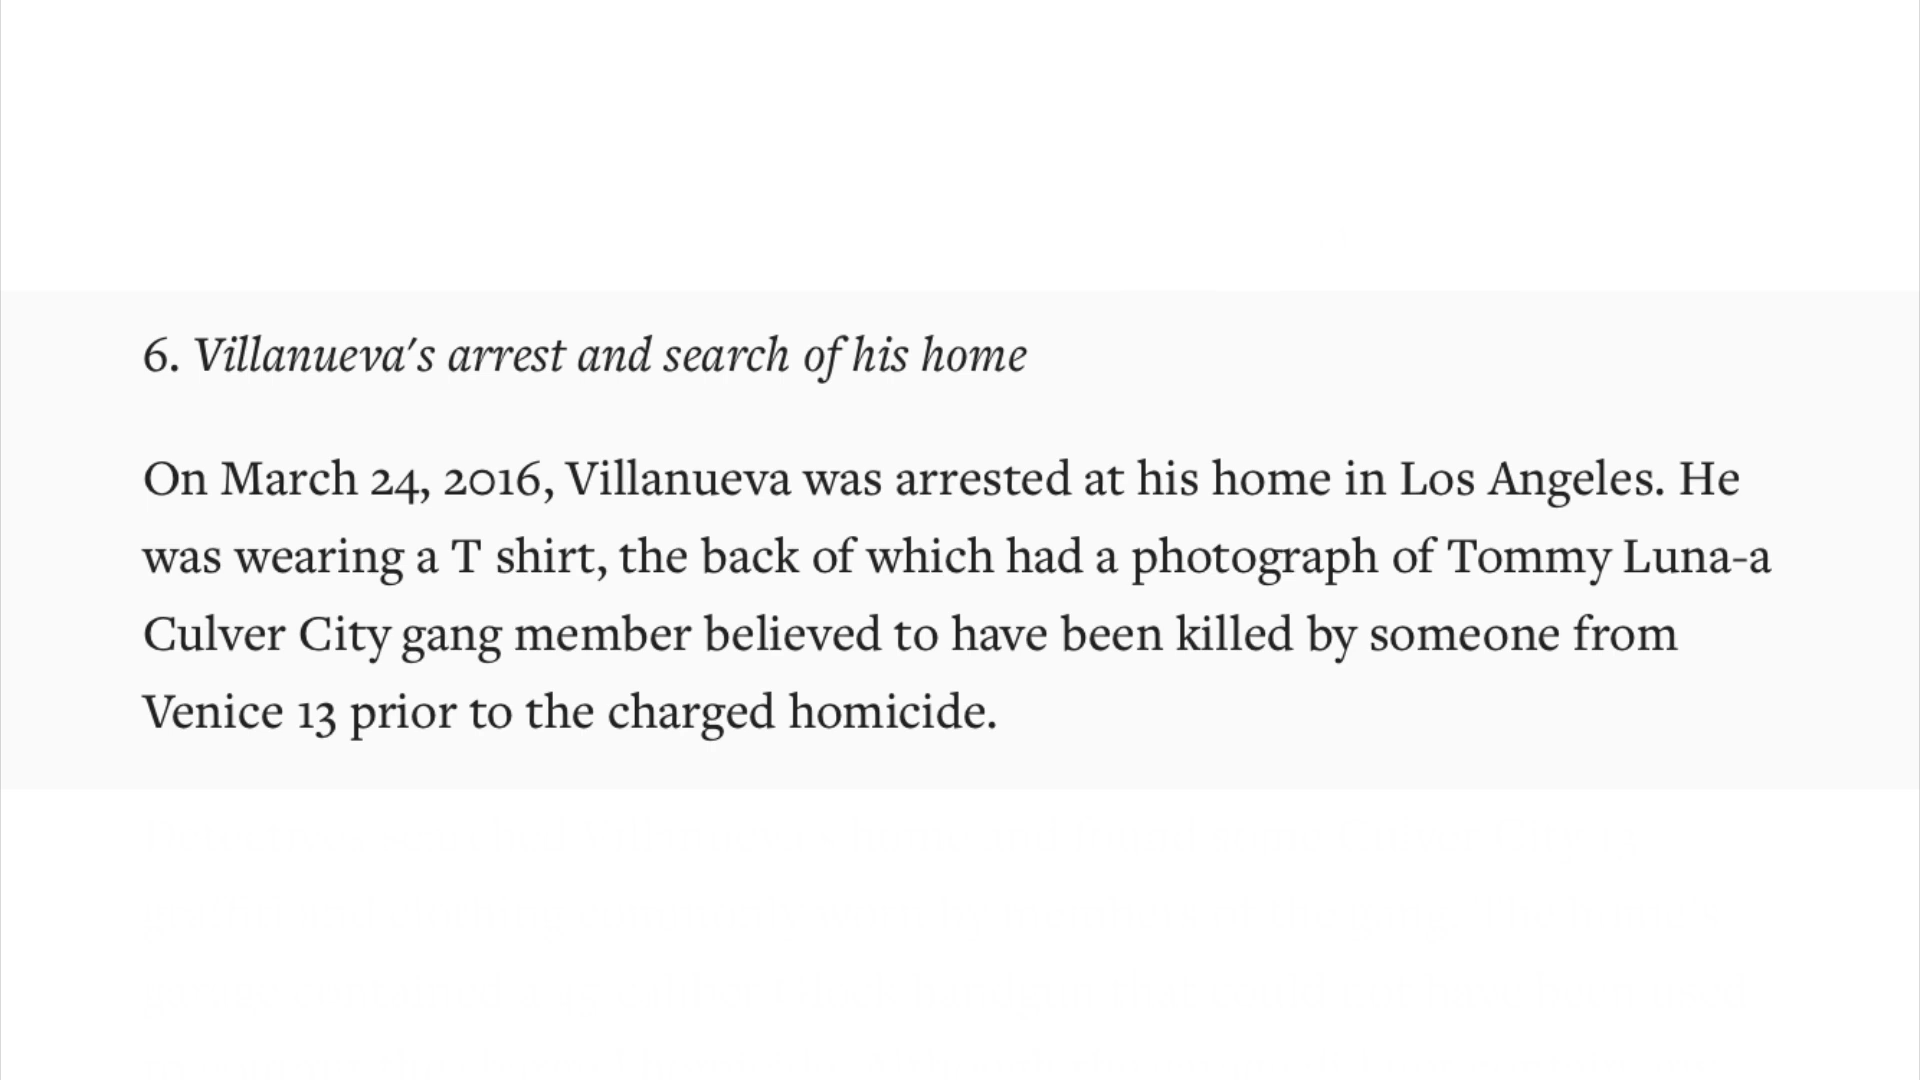 6. Villanueva's arrest and search of his home
On March 24, 2016, Villanueva was arrested at his home in Los Angeles. He
was wearing a T shirt, the back of which had a photograph of Tommy Luna-a
Culver City gang member believed to have been killed by someone from
Venice 13 prior to the charged homicide.